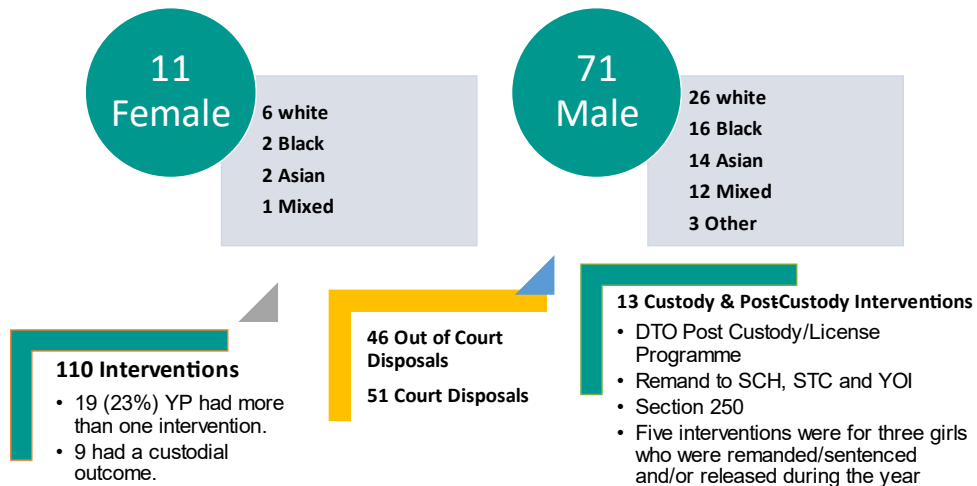 11
Female
6 white
2 Black
2 Asian
1 Mixed
71
Male
26 white
16 Black
14 Asian
12 Mixed
3 Other
110 Interventions
• 19 (23%) YP had more
than one intervention.
• 9 had a custodial
outcome.
46 Out of Court
Disposals
51 Court Disposals
13 Custody & Post-Custody Interventions
• DTO Post Custody/License
Programme
• Remand to SCH, STC and YOI
• Section 250
• Five interventions were for three girls
who were remanded/sentenced
and/or released during the year